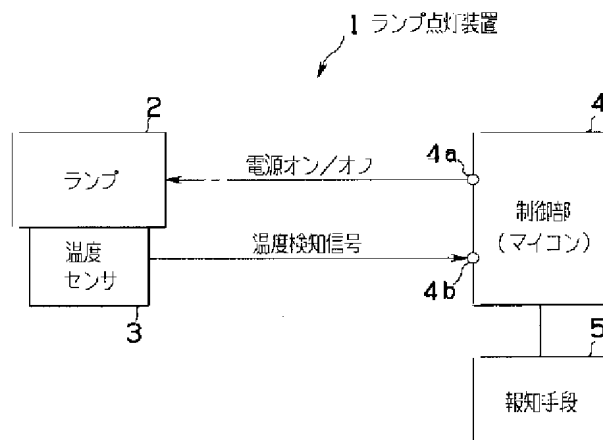 1 ランプ点灯装置
2
4
ランプ
電源オン/オフ
4a
制御部
(マイコン)
温度
センサ
温度検知信号
4b
3
5
報知手段